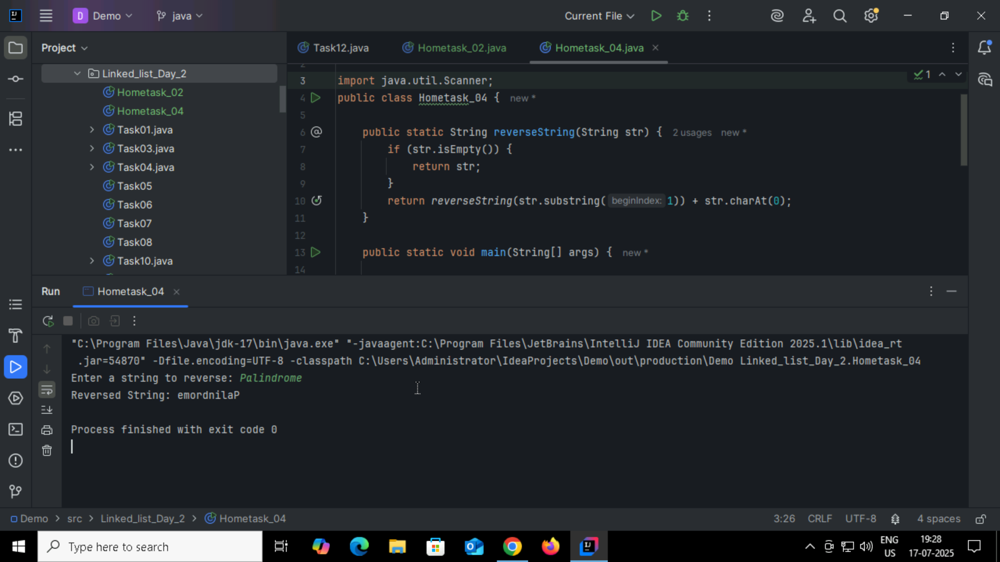 Demo
java
Current File
Project
Task12.java
Hometask_02.java
Hometask_04.java
Linked_list_Day_2
Hometask_02
Hometask_04
Task01.java
Task03.java
Task04.java
Task05
Task06
Task07
Task08
Task10.java
2
3 import java.util.Scanner;
4 public class Hometask_04 { new *
5
6 public static String reverseString(String str) { 2 usages new *
7 if (str.isEmpty()) {
8 return str;
9 }
10 return reverseString(str.substring( beginIndex: 1)) + str.charAt(0);
11 }
12
13 public static void main(String[] args) { new *
14
1
Run
Hometask_04
"C:\Program Files\Java\jdk-17\bin\java.exe" "-javaagent:C:\Program Files\JetBrains\IntelliJ IDEA Community Edition 2025.1\lib\idea_rt
.jar=54870" -Dfile.encoding=UTF-8 -classpath C:\Users\Administrator\IdeaProjects\Demo\out\production\Demo Linked_list_Day_2.Hometask_04
Enter a string to reverse: Palindrome
Reversed String: emordnilaP
Process finished with exit code 0
Demo > src > Linked_list_Day_2 > Hometask_04
3:26 CRLF UTF-8 4 spaces
Type here to search
ENG
US
19:28
17-07-2025